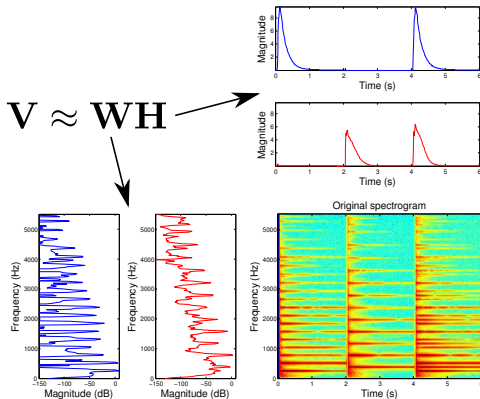 Magnitude
8
6
4
2
0
0 1 2 3 4 5 6
Time (s)
V ≈ WH
Magnitude
8
6
4
2
0
0 1 2 3 4 5 6
Time (s)
Original spectrogram
Frequency (Hz)
5000
4000
3000
2000
1000
0
−150 −100 −50 0
Magnitude (dB)
Frequency (Hz)
5000
4000
3000
2000
1000
0
−150 −100 −50 0
Magnitude (dB)
Frequency (Hz)
5000
4000
3000
2000
1000
0
0 1 2 3 4 5 6
Time (s)